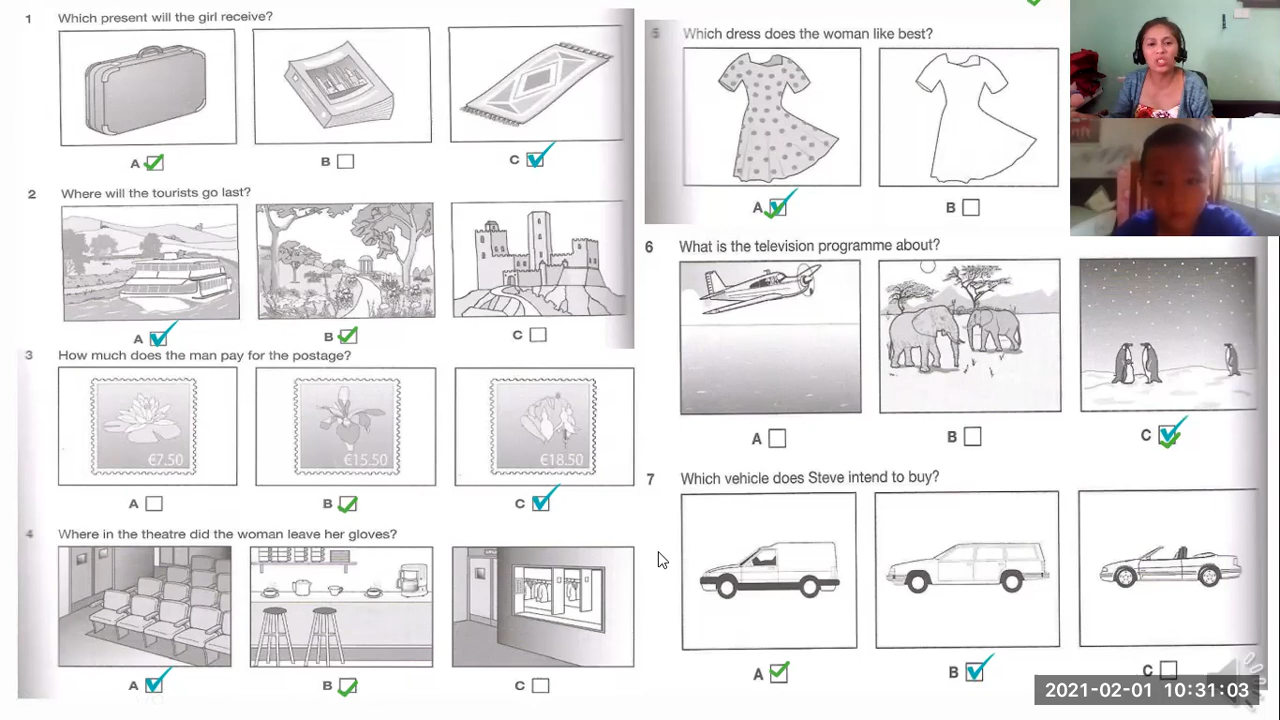 1 Which present will the girl receive?
A B C
2 Where will the tourists go last?
A B C
3 How much does the man pay for the postage?
€7.50 €15.50 €18.50
A B C
4 Where in the theatre did the woman leave her gloves?
A B C
5 Which dress does the woman like best?
A B
6 What is the television programme about?
A B C
7 Which vehicle does Steve intend to buy?
A B C
2021-02-01 10:31:03